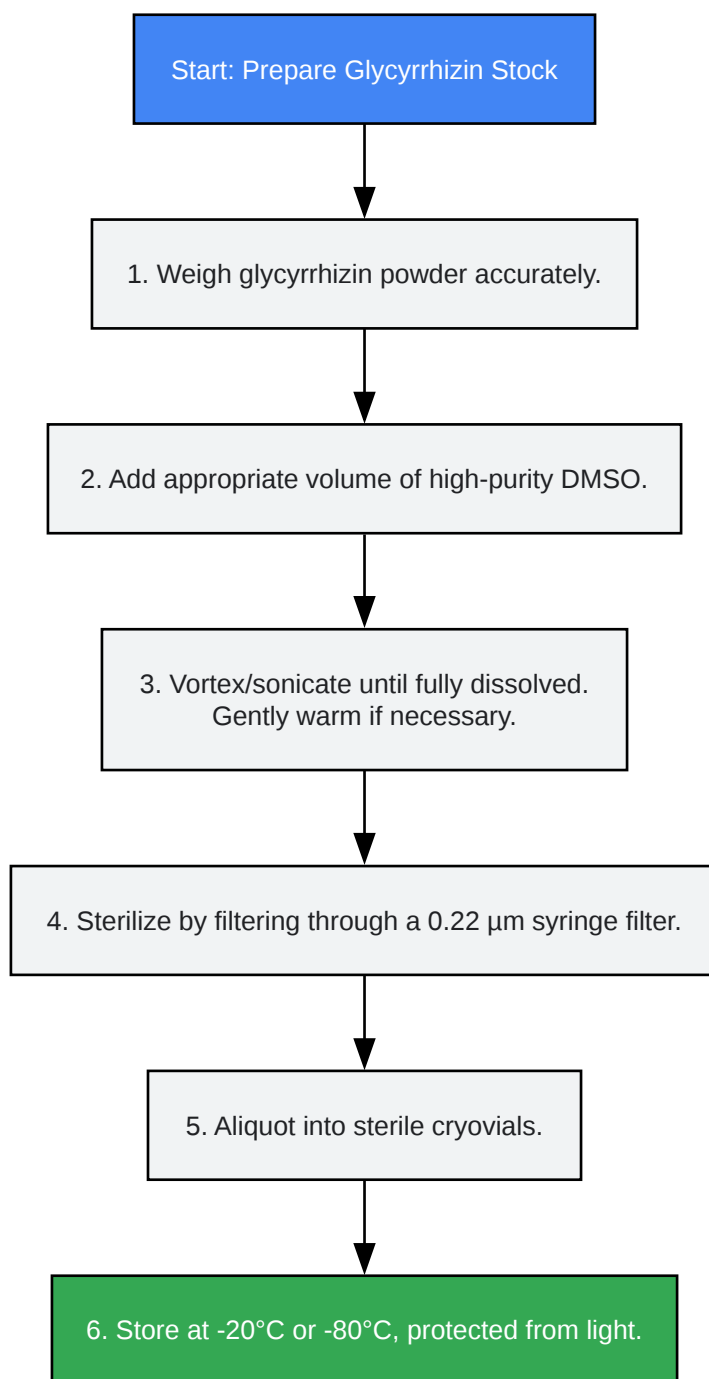 Start: Prepare Glycyrrhizin Stock
1. Weigh glycyrrhizin powder accurately.
2. Add appropriate volume of high-purity DMSO.
3. Vortex/sonicate until fully dissolved.
Gently warm if necessary.
4. Sterilize by filtering through a 0.22 µm syringe filter.
5. Aliquot into sterile cryovials.
6. Store at -20°C or -80°C, protected from light.